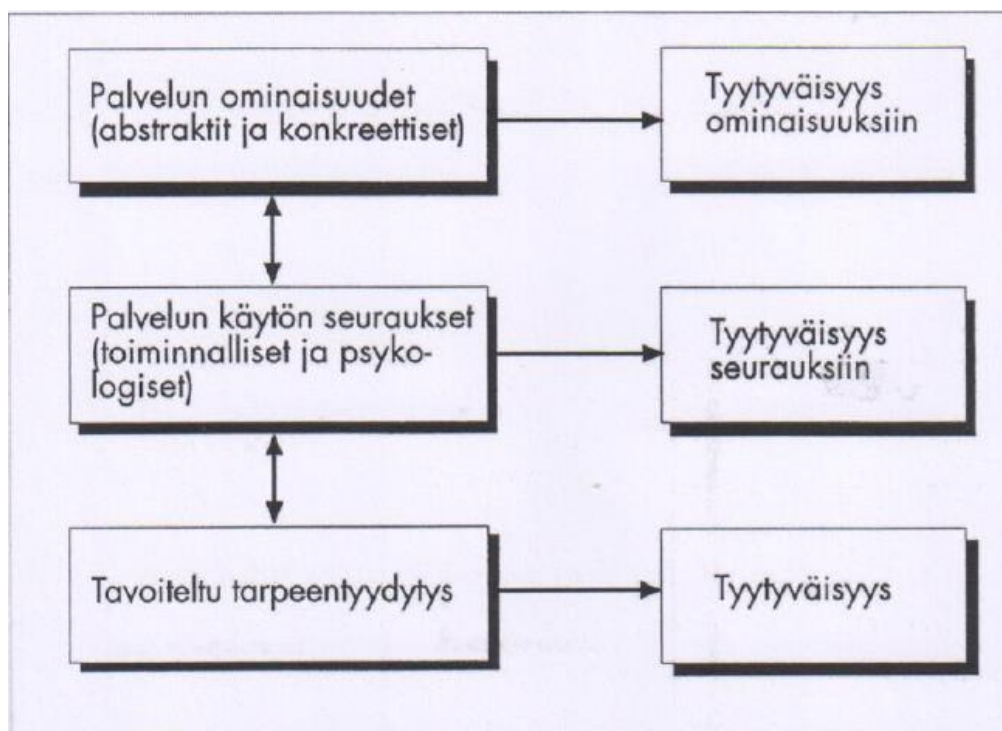 Palvelun ominaisuudet
(abstraktit ja konkreettiset)
Tyytyväisyys
ominaisuuksiin
Palvelun käytön seuraukset
(toiminnalliset ja psyko-
logiset)
Tyytyväisyys
seurauksiin
Tavoiteltu tarpeentyydytys
Tyytyväisyys